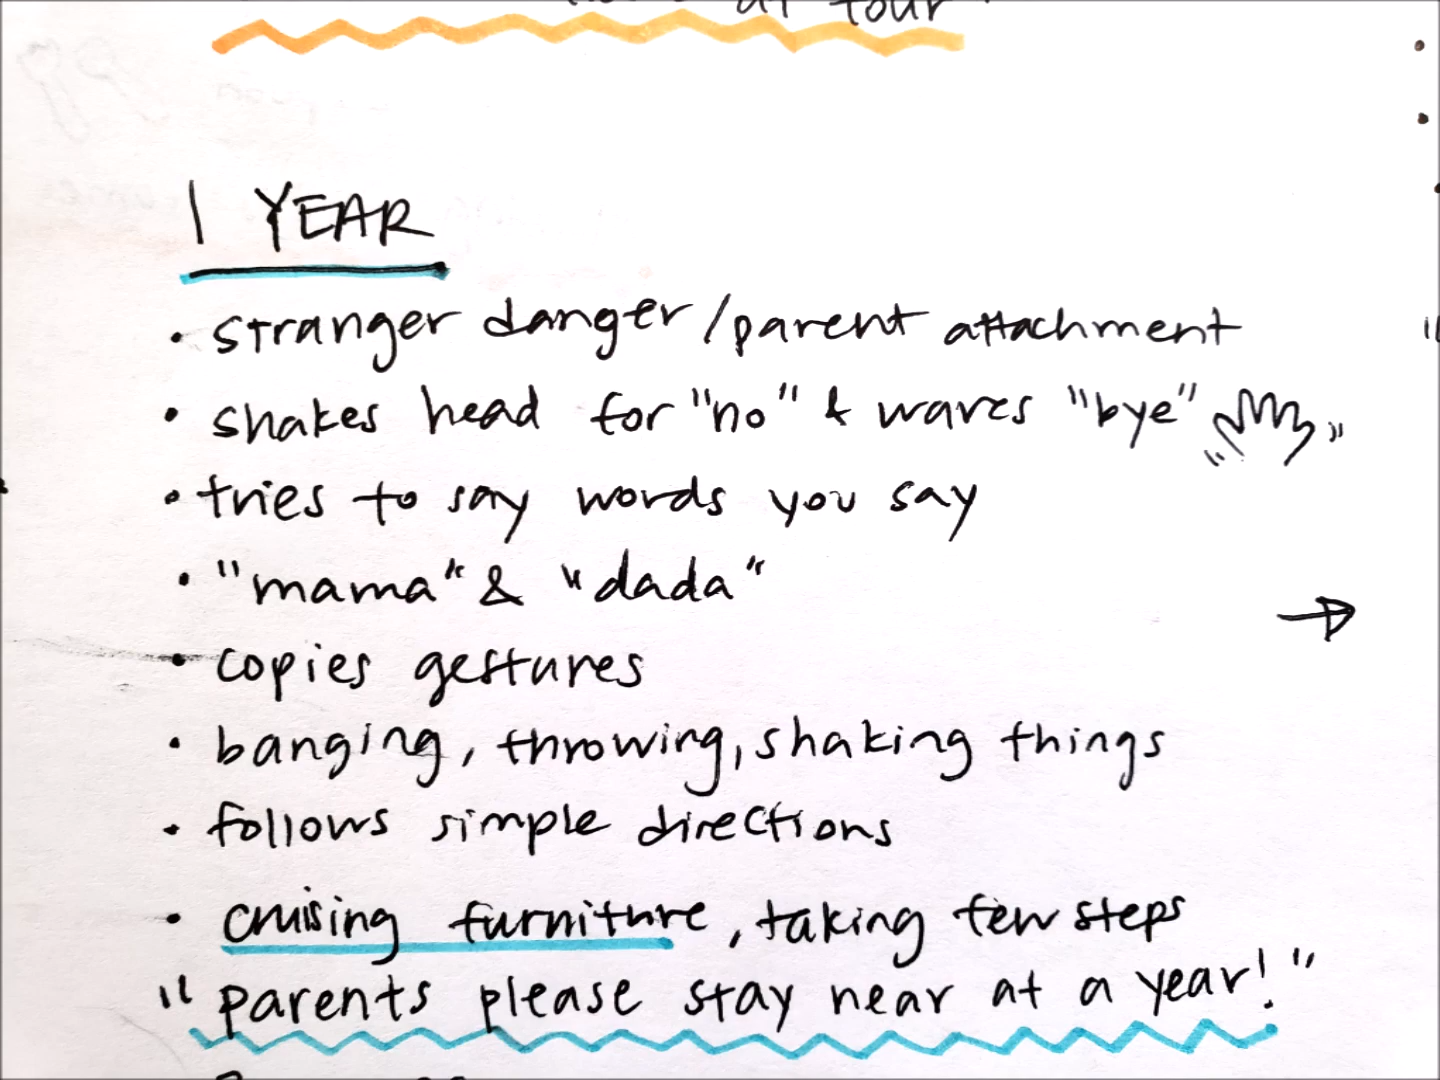 at four
1 YEAR
• stranger danger/parent attachment
• shakes head for "no" & waves "bye"
• tries to say words you say
• "mama" & "dada"
• copies gestures
• banging, throwing, shaking things
• follows simple directions
• cruising furniture, taking few steps
"parents please stay near at a year!"